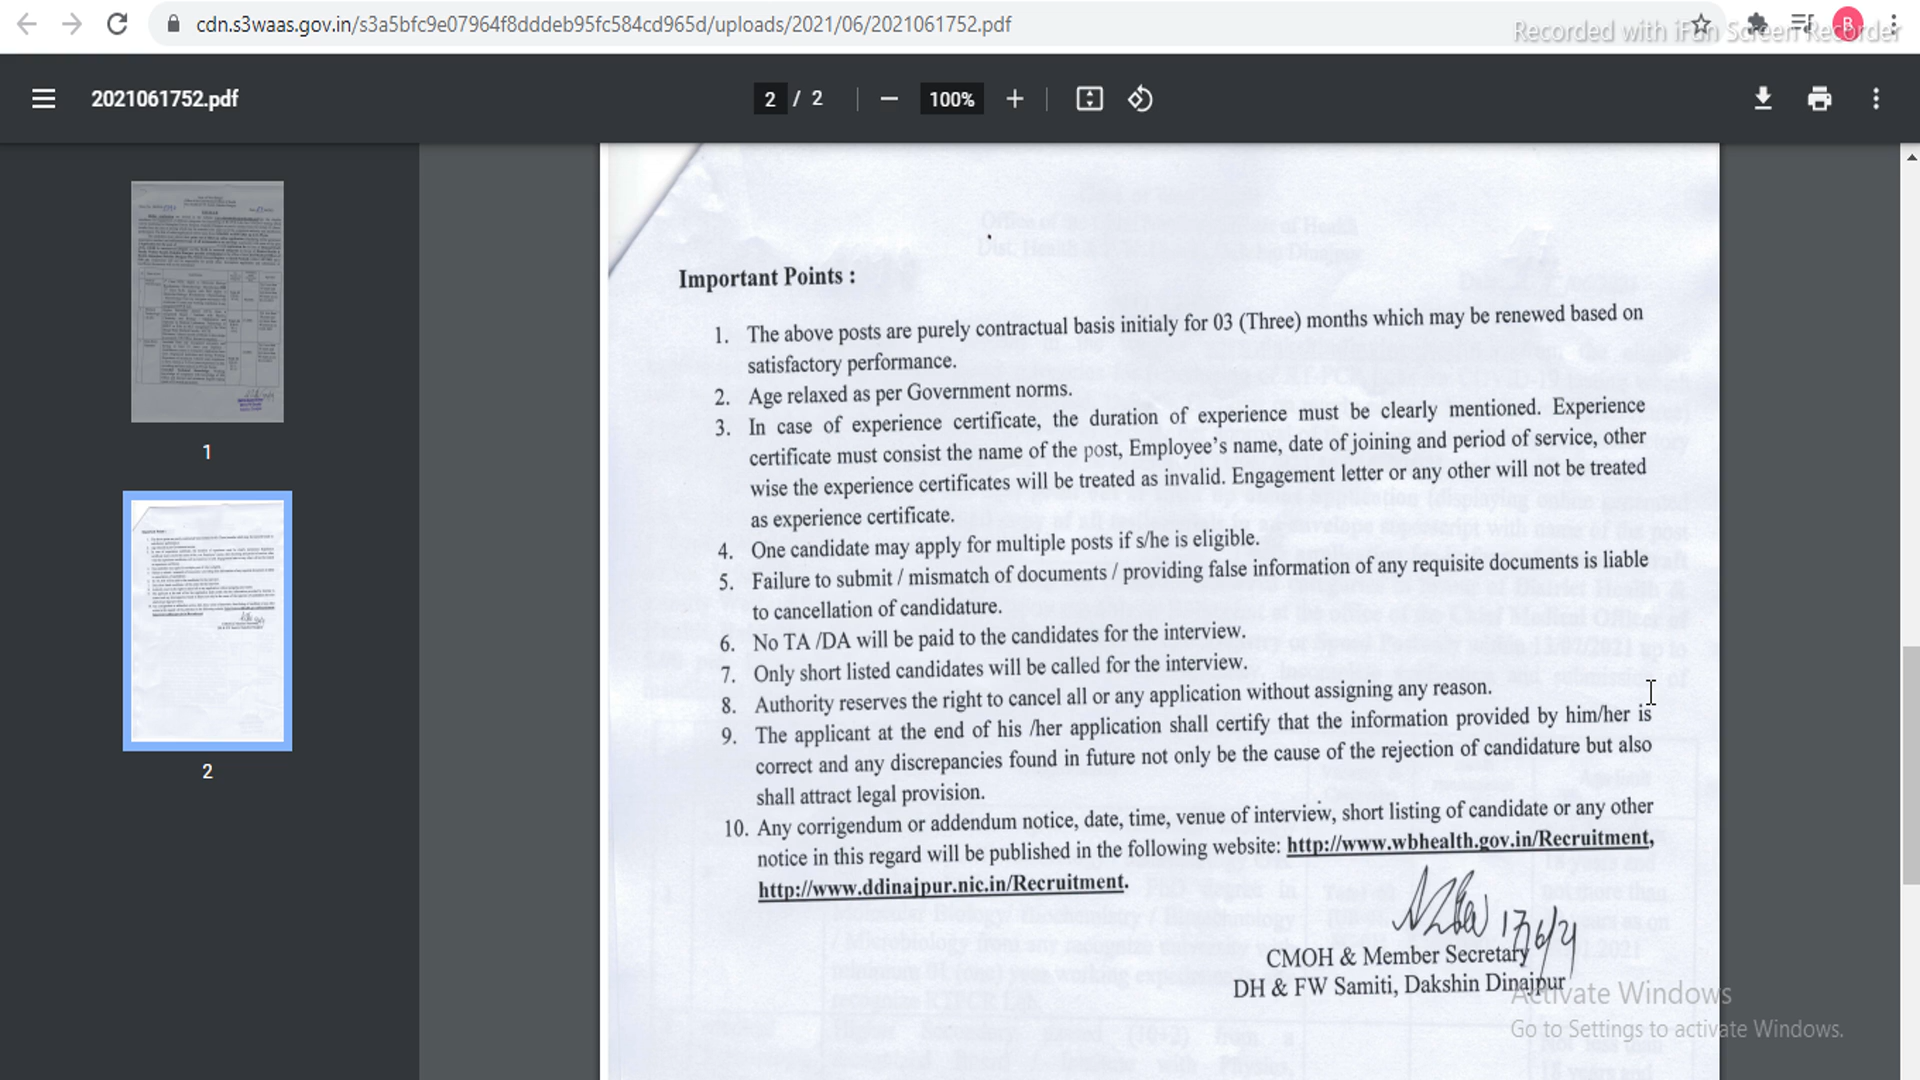 cdn.s3waas.gov.in/s3a5bfc9e07964f8dddeb95fc584cd965d/uploads/2021/06/2021061752.pdf
B
Recorded with iFun Screen Recorder
2021061752.pdf
2 / 2
100%
Important Points :
1. The above posts are purely contractual basis initialy for 03 (Three) months which may be renewed based on
satisfactory performance.
2. Age relaxed as per Government norms.
3. In case of experience certificate, the duration of experience must be clearly mentioned. Experience
certificate must consist the name of the post, Employee's name, date of joining and period of service, other
wise the experience certificates will be treated as invalid. Engagement letter or any other will not be treated
as experience certificate.
4. One candidate may apply for multiple posts if s/he is eligible.
5. Failure to submit / mismatch of documents / providing false information of any requisite documents is liable
to cancellation of candidature.
6. No TA /DA will be paid to the candidates for the interview.
7. Only short listed candidates will be called for the interview.
8. Authority reserves the right to cancel all or any application without assigning any reason.
9. The applicant at the end of his /her application shall certify that the information provided by him/her is
correct and any discrepancies found in future not only be the cause of the rejection of candidature but also
shall attract legal provision.
10. Any corrigendum or addendum notice, date, time, venue of interview, short listing of candidate or any other
notice in this regard will be published in the following website: http://www.wbhealth.gov.in/Recruitment,
http://www.ddinajpur.nic.in/Recruitment.
17/6/21
CMOH & Member Secretary
DH & FW Samiti, Dakshin Dinajpur
1
2
Activate Windows
Go to Settings to activate Windows.